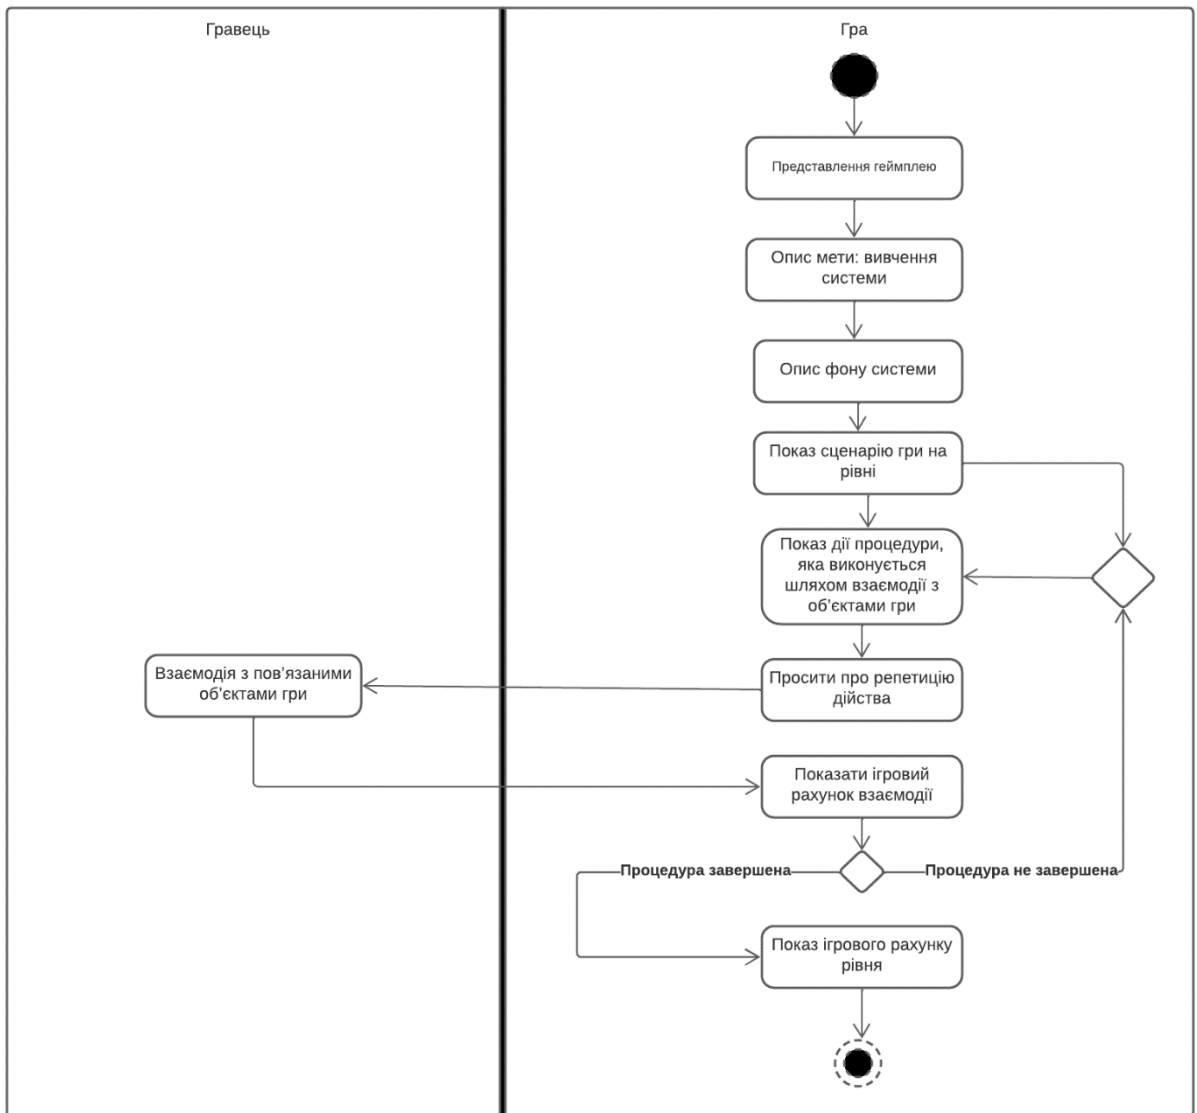 Гравець
Гра
Представлення геймплею
Опис мети: вивчення
системи
Опис фону системи
Показ сценарію гри на
рівні
Показ дії процедури,
яка виконується
шляхом взаємодії з
об'єктами гри
Взаємодія з пов'язаними
об'єктами гри
Просити про репетицію
дійства
Показати ігровий
рахунок взаємодії
Процедура завершена
Процедура не завершена
Показ ігрового рахунку
рівня